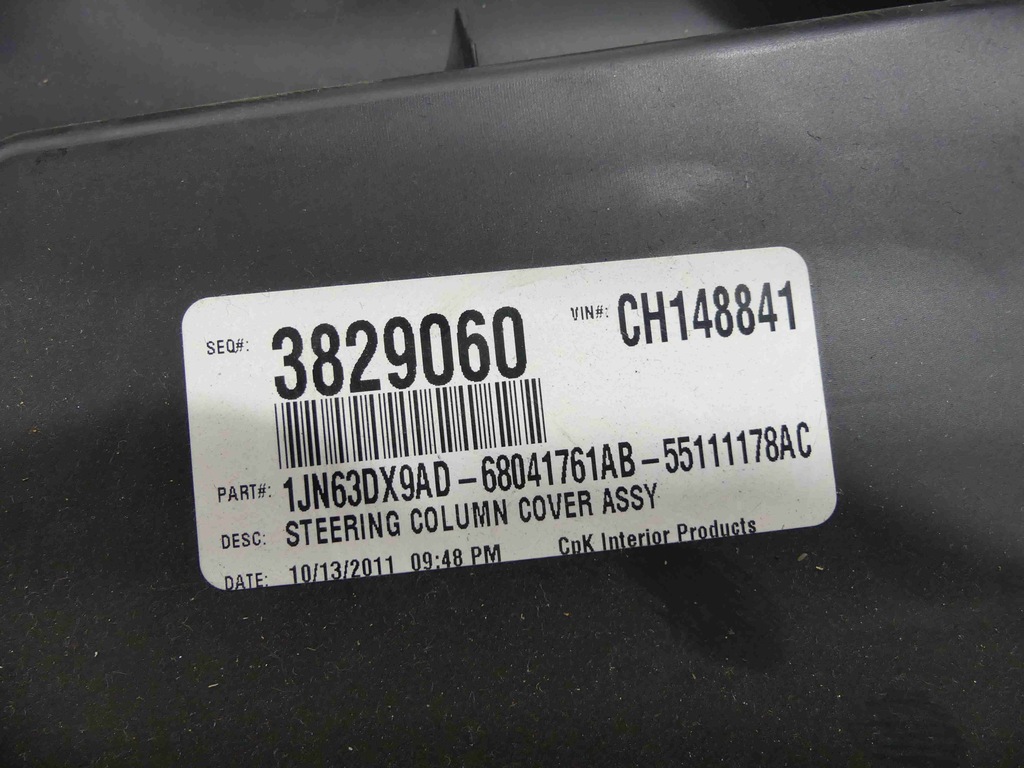 SEQ#: 3829060 VIN#: CH148841
PART#: 1JN63DX9AD-68041761AB-55111178AC
DESC: STEERING COLUMN COVER ASSY
DATE: 10/13/2011 09:48 PM CpK Interior Products